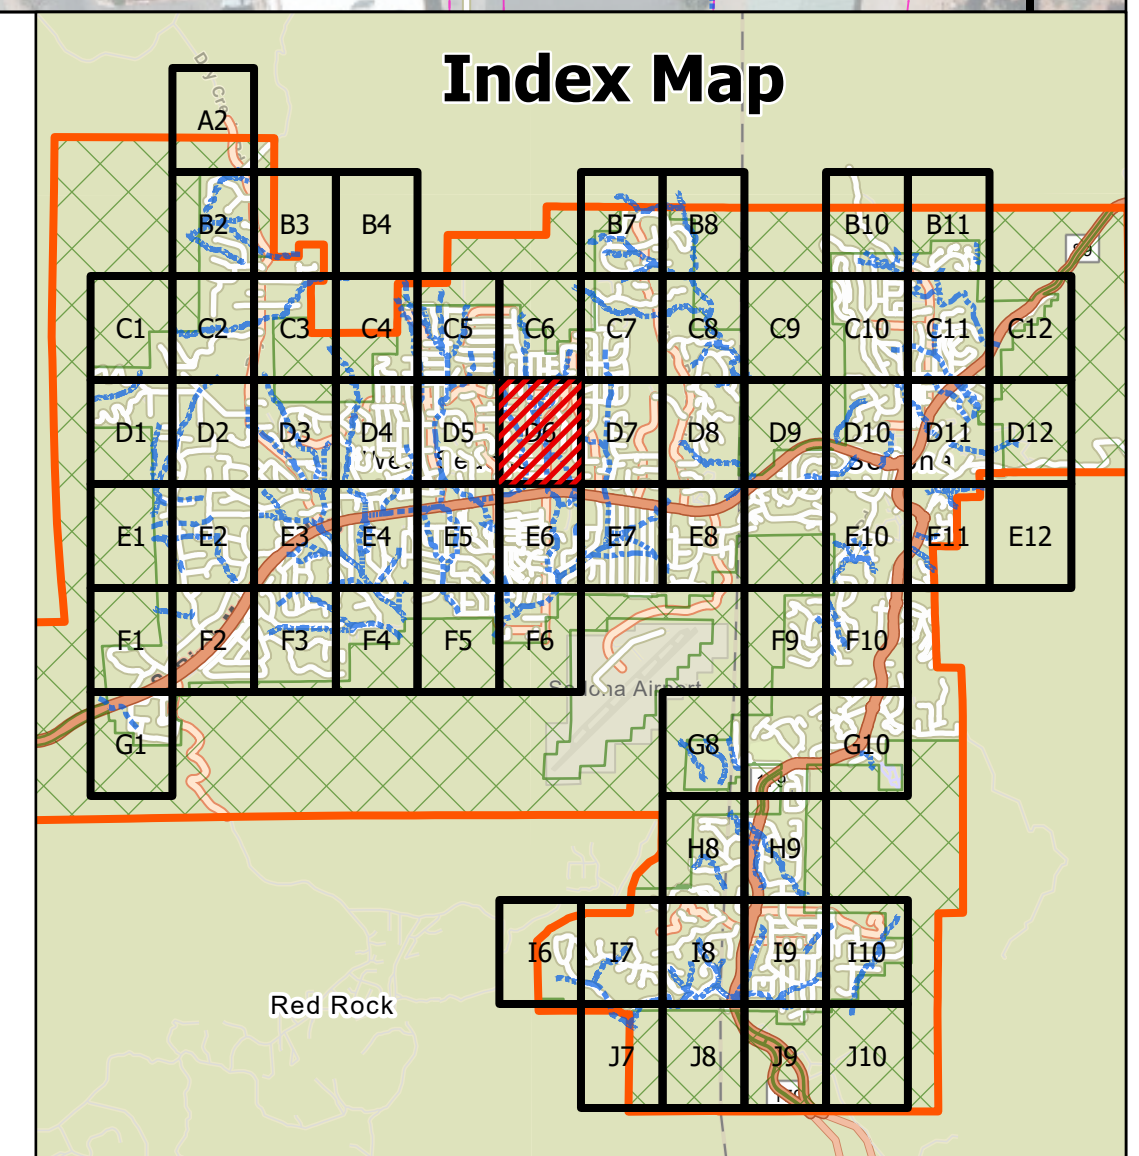 Index Map
A2
B2 B3 B4 B7 B8 B10 B11
C1 C2 C3 C4 C5 C6 C7 C8 C9 C10 C11 C12
D1 D2 D3 D4 D5 D6 D7 D8 D9 D10 D11 D12
E1 E2 E3 E4 E5 E6 E7 E8 E10 E11 E12
F1 F2 F3 F4 F5 F6 F9 F10
Sedona Airport
G1 G8 G10
H8 H9
I6 I7 I8 I9 I10
Red Rock
J7 J8 J9 J10